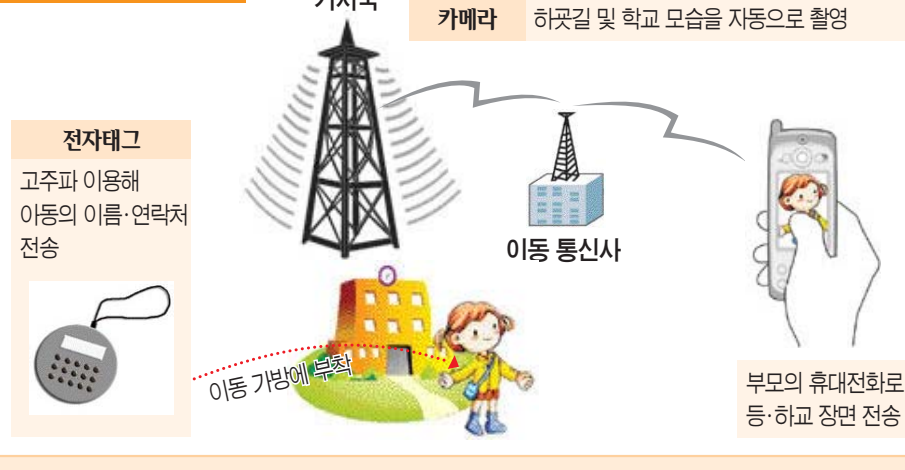 카메라
하굣길 및 학교 모습을 자동으로 촬영
전자태그
고주파 이용해
아동의 이름·연락처
전송
이동 통신사
이동 가방에 부착
부모의 휴대전화로
등·하교 장면 전송